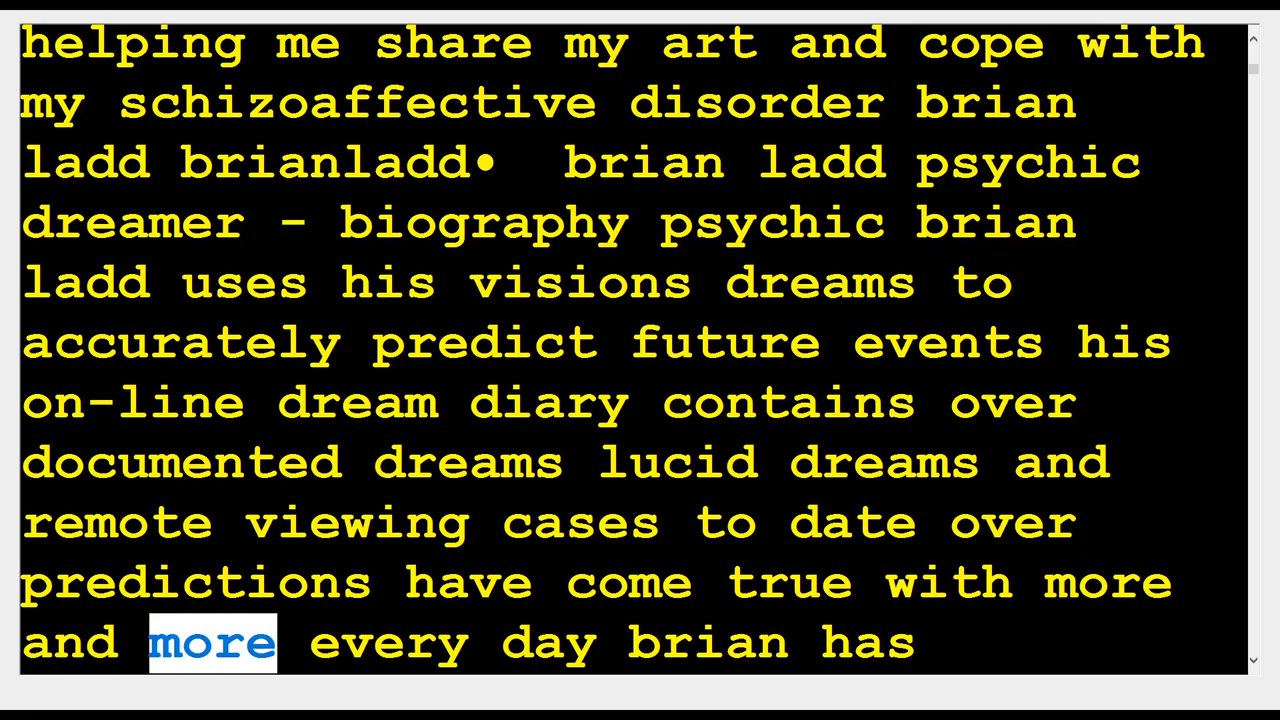 helping me share my art and cope with
my schizoaffective disorder brian
ladd brianladd•  brian ladd psychic
dreamer - biography psychic brian
ladd uses his visions dreams to
accurately predict future events his
on-line dream diary contains over
documented dreams lucid dreams and
remote viewing cases to date over
predictions have come true with more
and more every day brian has